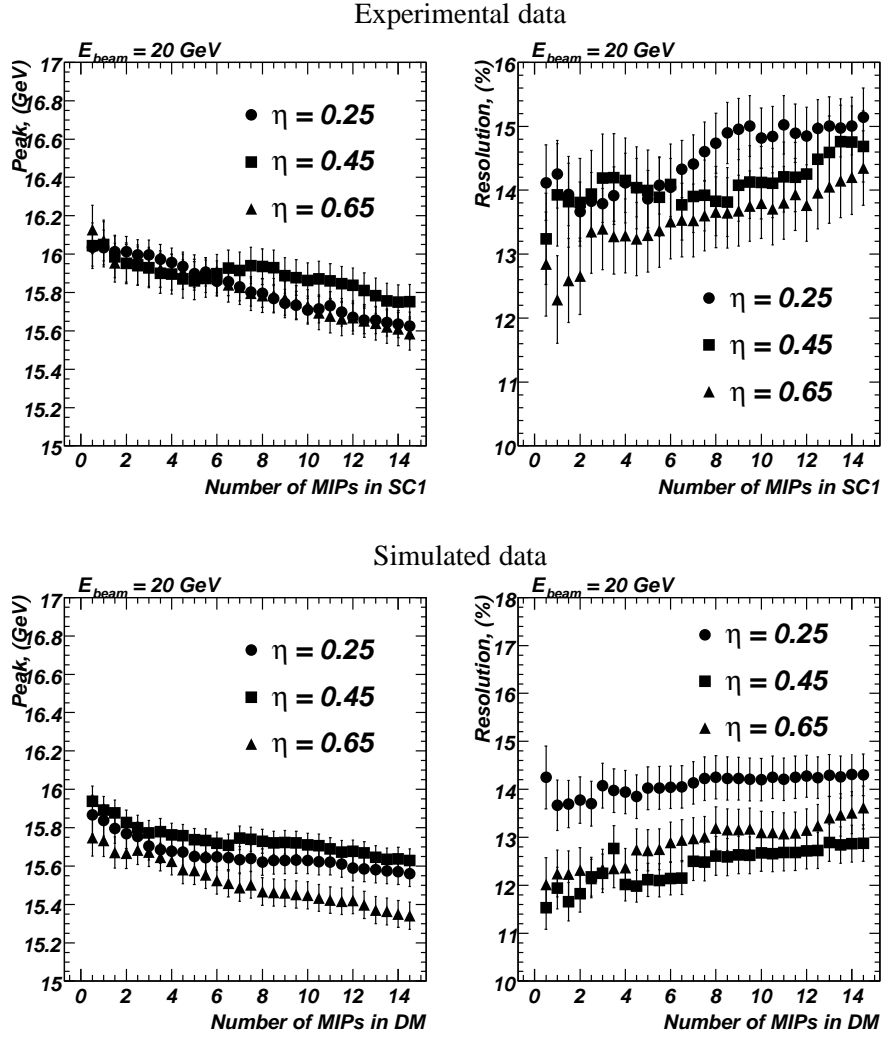 Experimental data
E_beam = 20 GeV
Peak, (GeV)
17
16.8
16.6
16.4
16.2
16
15.8
15.6
15.4
15.2
15
η = 0.25
η = 0.45
η = 0.65
0 2 4 6 8 10 12 14
Number of MIPs in SC1
E_beam = 20 GeV
Resolution, (%)
16
15
14
13
12
11
10
η = 0.25
η = 0.45
η = 0.65
0 2 4 6 8 10 12 14
Number of MIPs in SC1
Simulated data
E_beam = 20 GeV
Peak, (GeV)
17
16.8
16.6
16.4
16.2
16
15.8
15.6
15.4
15.2
15
η = 0.25
η = 0.45
η = 0.65
0 2 4 6 8 10 12 14
Number of MIPs in DM
E_beam = 20 GeV
Resolution, (%)
18
17
16
15
14
13
12
11
10
η = 0.25
η = 0.45
η = 0.65
0 2 4 6 8 10 12 14
Number of MIPs in DM